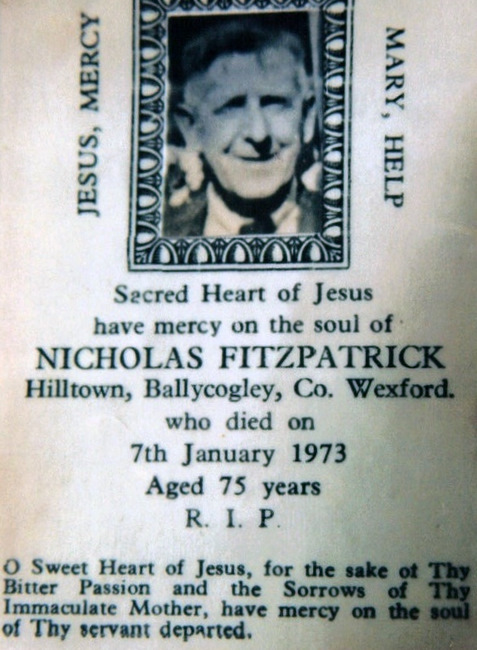 JESUS, MERCY
MARY, HELP
Sacred Heart of Jesus
have mercy on the soul of
NICHOLAS FITZPATRICK
Hilltown, Ballycogley, Co. Wexford.
who died on
7th January 1973
Aged 75 years
R. I. P.
O Sweet Heart of Jesus, for the sake of Thy
Bitter Passion and the Sorrows of Thy
Immaculate Mother, have mercy on the soul
of Thy servant departed.